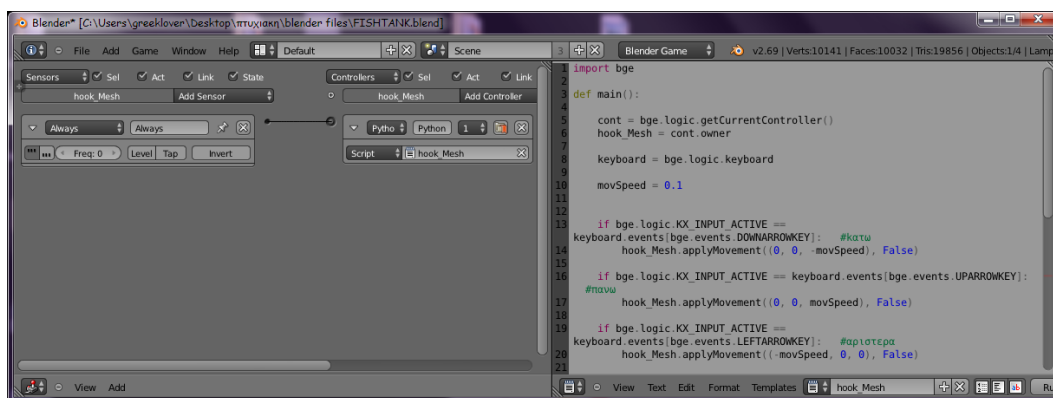 Blender* [C:\Users\greeklover\Desktop\πτυχιακη\blender files\FISHTANK.blend]
File Add Game Window Help Default Scene 3 Blender Game v2.69 | Verts:10141 | Faces:10032 | Tris:19856 | Objects:1/4 | Lamp
Sensors Sel Act Link State Controllers Sel Act Link
hook_Mesh Add Sensor hook_Mesh Add Controller
Always Always Pytho Python 1
Freq: 0 Level Tap Invert Script hook_Mesh
1 import bge
2
3 def main():
4
5 cont = bge.logic.getCurrentController()
6 hook_Mesh = cont.owner
7
8 keyboard = bge.logic.keyboard
9
10 movSpeed = 0.1
11
12
13 if bge.logic.KX_INPUT_ACTIVE ==
keyboard.events[bge.events.DOWNARROWKEY]: #κατω
14 hook_Mesh.applyMovement((0, 0, -movSpeed), False)
15
16 if bge.logic.KX_INPUT_ACTIVE == keyboard.events[bge.events.UPARROWKEY]:
#πανω
17 hook_Mesh.applyMovement((0, 0, movSpeed), False)
18
19 if bge.logic.KX_INPUT_ACTIVE ==
keyboard.events[bge.events.LEFTARROWKEY]: #αριστερα
20 hook_Mesh.applyMovement((-movSpeed, 0, 0), False)
21
View Add View Text Edit Format Templates hook_Mesh Ru